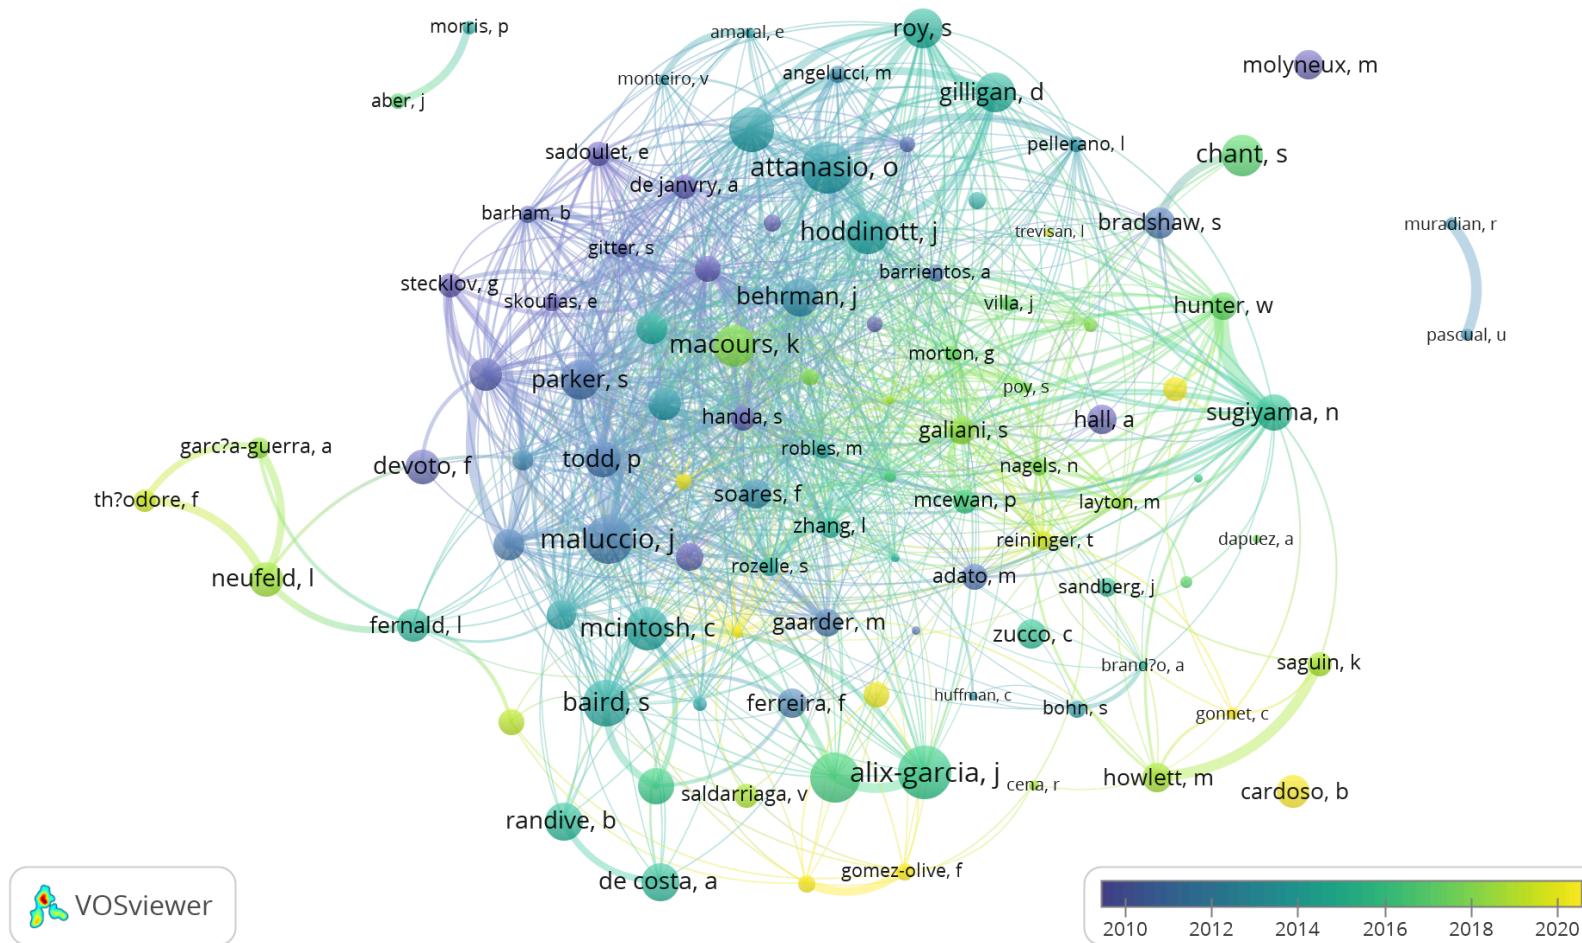 morris, p
amaral, e
roy, s
monteiro, v
angelucci, m
molyneux, m
aber, j
gilligan, d
sadoulet, e
pellerano, l
chant, s
attanasio, o
de janvry, a
barham, b
bradshaw, s
muradian, r
hoddinott, j
trevisan, l
gitter, s
barrientos, a
stecklov, g
skoufias, e
behrman, j
villa, j
hunter, w
pascual, u
macours, k
morton, g
parker, s
poy, s
handa, s
hall, a
sugiyama, n
galiani, s
garc?a-guerra, a
robles, m
devoto, f
todd, p
nagels, n
th?odore, f
soares, f
mcewan, p
layton, m
zhang, l
maluccio, j
reininger, t
dapuez, a
rozelle, s
neufeld, l
adato, m
sandberg, j
fernald, l
mcintosh, c
gaarder, m
zucco, c
brand?o, a
saguin, k
baird, s
ferreira, f
huffman, c
bohn, s
gonnet, c
alix-garcia, j
cena, r
howlett, m
saldarriaga, v
cardoso, b
randive, b
gomez-olive, f
de costa, a
VOSviewer
2010 2012 2014 2016 2018 2020